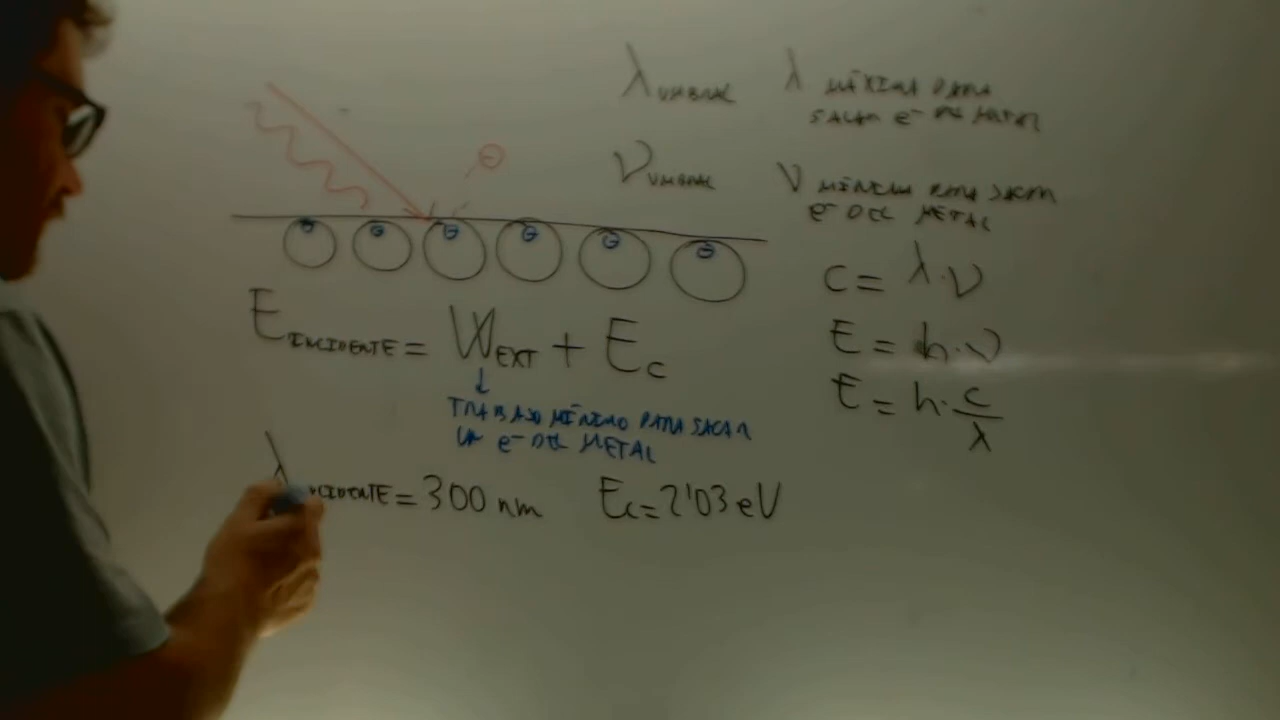 λ UMBRAL λ MÁXIMA PARA
SACAR e- DEL METAL
ν UMBRAL ν MÍNIMA PARA SACAR
e- DEL METAL
C = λ·ν
E INCIDENTE = W EXT + E C
E = h·ν
E = h· C/λ
TRABAJO MÍNIMO PARA SACAR
UN e- DEL METAL
λ INCIDENTE = 300 nm Ec = 2'03 eV